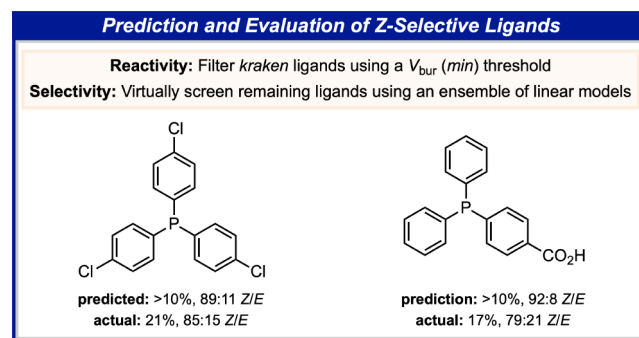 Prediction and Evaluation of Z-Selective Ligands
Reactivity: Filter kraken ligands using a Vbur (min) threshold
Selectivity: Virtually screen remaining ligands using an ensemble of linear models
Cl
P
Cl
Cl
predicted: >10%, 89:11 Z/E
actual: 21%, 85:15 Z/E
P
CO2H
prediction: >10%, 92:8 Z/E
actual: 17%, 79:21 Z/E